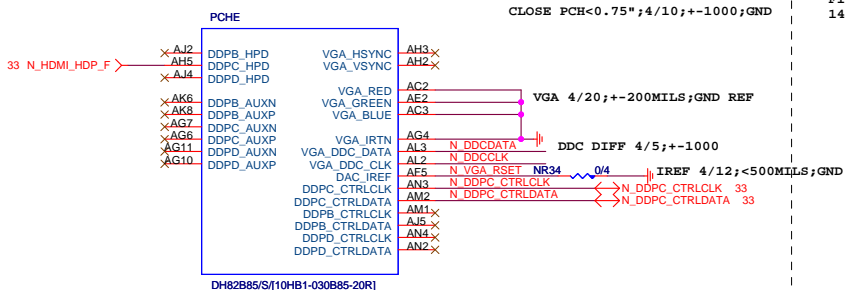 CLOSE PCH<0.75";4/10;+-1000;GND
14
PCHE
33 N_HDMI_HDP_F
AJ2 DDPB_HPD
AH5 DDPC_HPD
AJ4 DDPD_HPD
AK6 DDPB_AUXN
AK8 DDPB_AUXP
AG7 DDPC_AUXN
AG6 DDPC_AUXP
AG11 DDPD_AUXN
AG10 DDPD_AUXP
VGA_HSYNC AH3
VGA_VSYNC AH2
VGA_RED AC2
VGA_GREEN AE2
VGA_BLUE AC3
VGA 4/20;+-200MILS;GND REF
VGA_IRTN AG4
VGA_DDC_DATA AL3 N_DDCDATA
DDC DIFF 4/5;+-1000
VGA_DDC_CLK AL2 N_DDCCLK
DAC_IREF AF5 N_VGA_RSET NR34 0/4
IREF 4/12;<500MILS;GND
DDPC_CTRLCLK AN3 N_DDPC_CTRLCLK N_DDPC_CTRLCLK 33
DDPC_CTRLDATA AM2 N_DDPC_CTRLDATA N_DDPC_CTRLDATA 33
DDPB_CTRLCLK AM1
DDPB_CTRLDATA AJ5
DDPD_CTRLCLK AN4
DDPD_CTRLDATA AN2
DH82B85/S/[10HB1-030B85-20R]